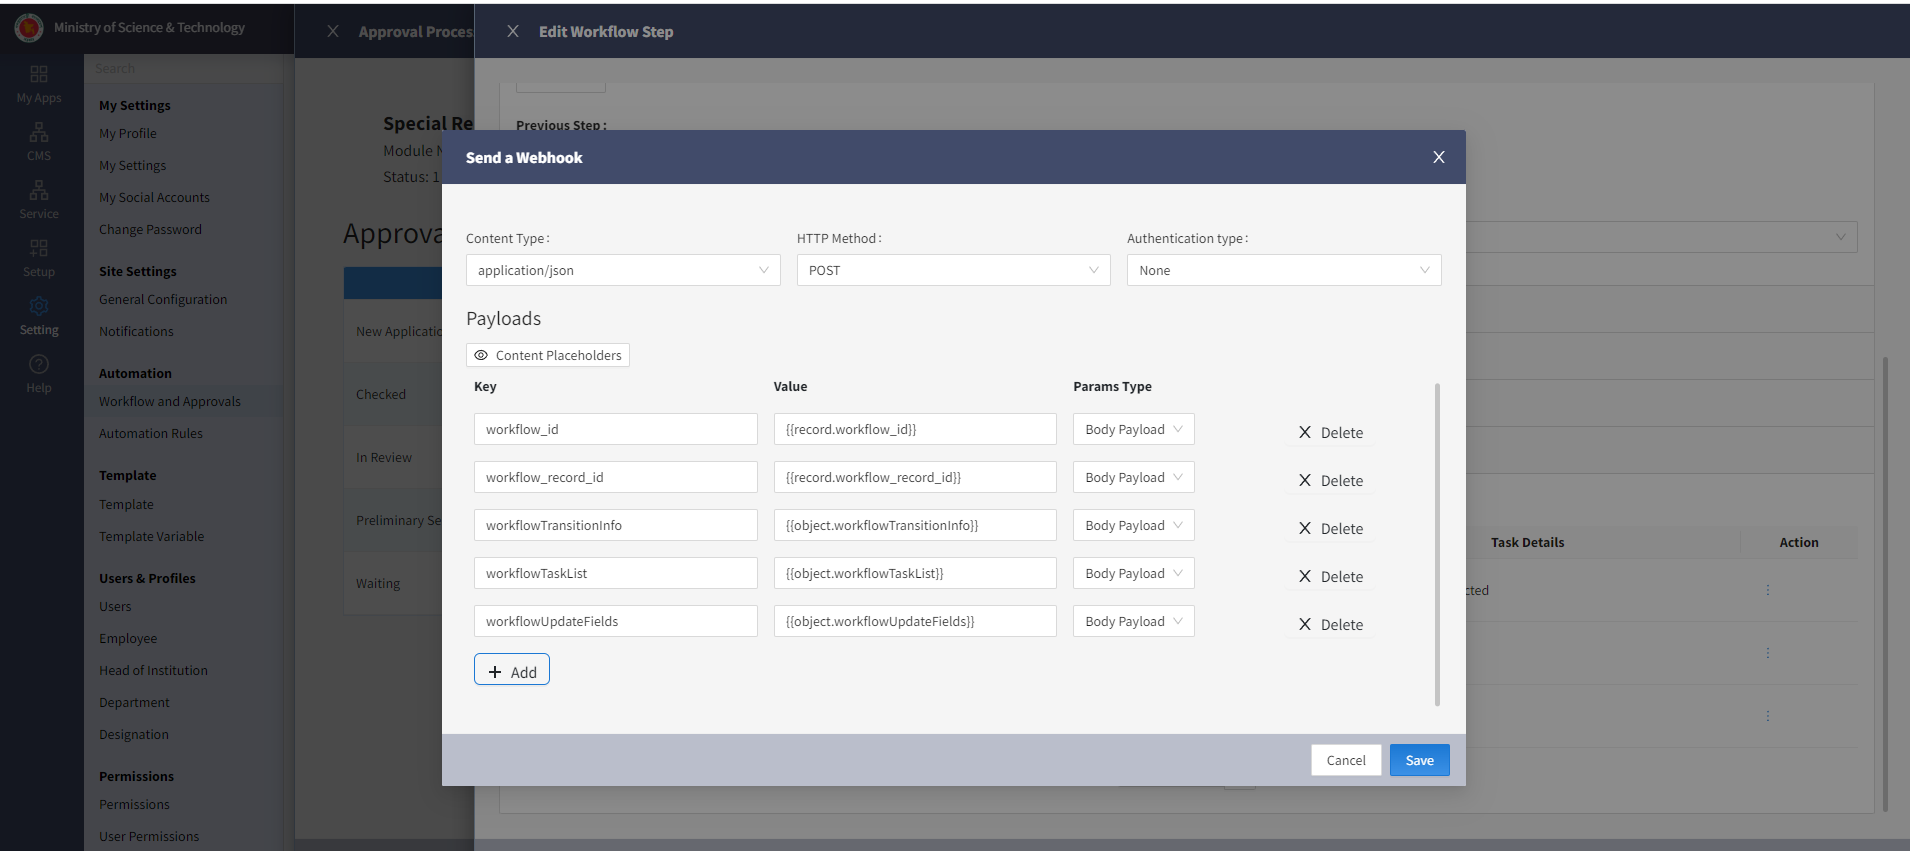 Ministry of Science & Technology
Approval Proces
Edit Workflow Step
My Apps
CMS
Service
Setup
Setting
Help
Search
My Settings
My Profile
My Settings
My Social Accounts
Change Password
Site Settings
General Configuration
Notifications
Automation
Workflow and Approvals
Automation Rules
Template
Template
Template Variable
Users & Profiles
Users
Employee
Head of Institution
Department
Designation
Permissions
Permissions
User Permissions
Special Re
Module N
Status: 1
Approva
New Applicatic
Checked
In Review
Preliminary Se
Waiting
Previous Step :
Send a Webhook
Content Type : HTTP Method : Authentication type :
application/json POST None
Payloads
Content Placeholders
Key Value Params Type
workflow_id {{record.workflow_id}} Body Payload Delete
workflow_record_id {{record.workflow_record_id}} Body Payload Delete
workflowTransitionInfo {{object.workflowTransitionInfo}} Body Payload Delete
workflowTaskList {{object.workflowTaskList}} Body Payload Delete
workflowUpdateFields {{object.workflowUpdateFields}} Body Payload Delete
+ Add
Cancel Save
Task Details Action
cted